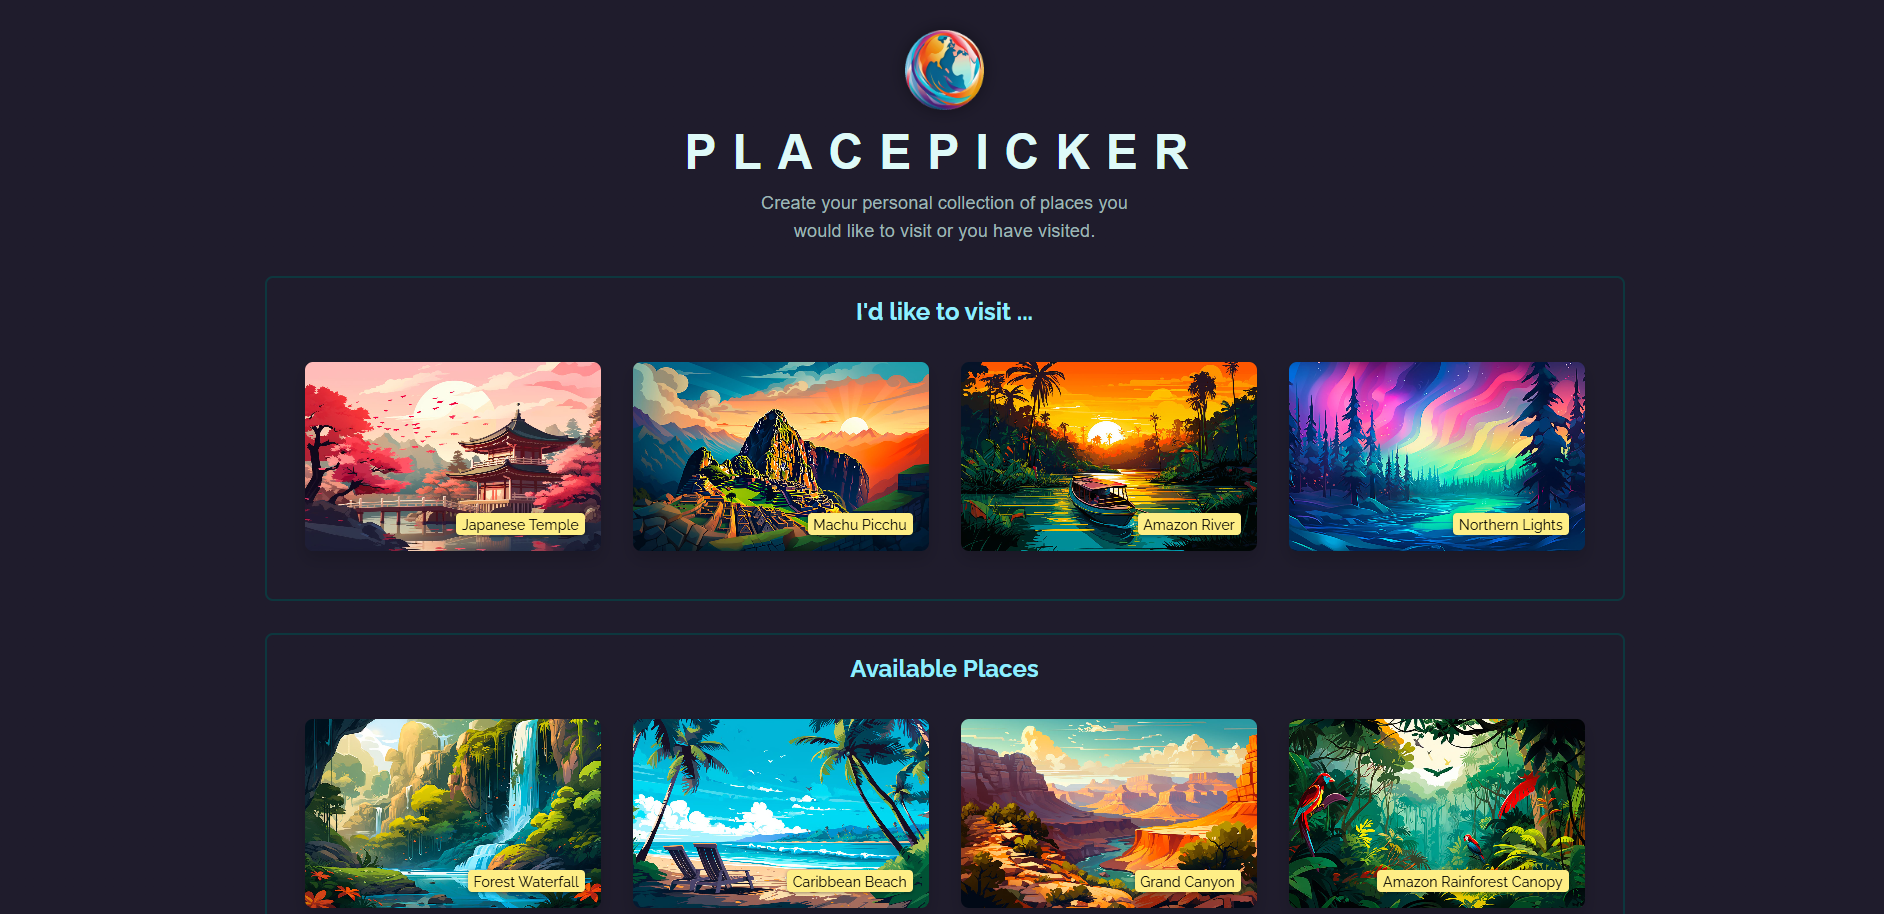 PLACEPICKER
Create your personal collection of places you
would like to visit or you have visited.
I'd like to visit ...
Japanese Temple
Machu Picchu
Amazon River
Northern Lights
Available Places
Forest Waterfall
Caribbean Beach
Grand Canyon
Amazon Rainforest Canopy